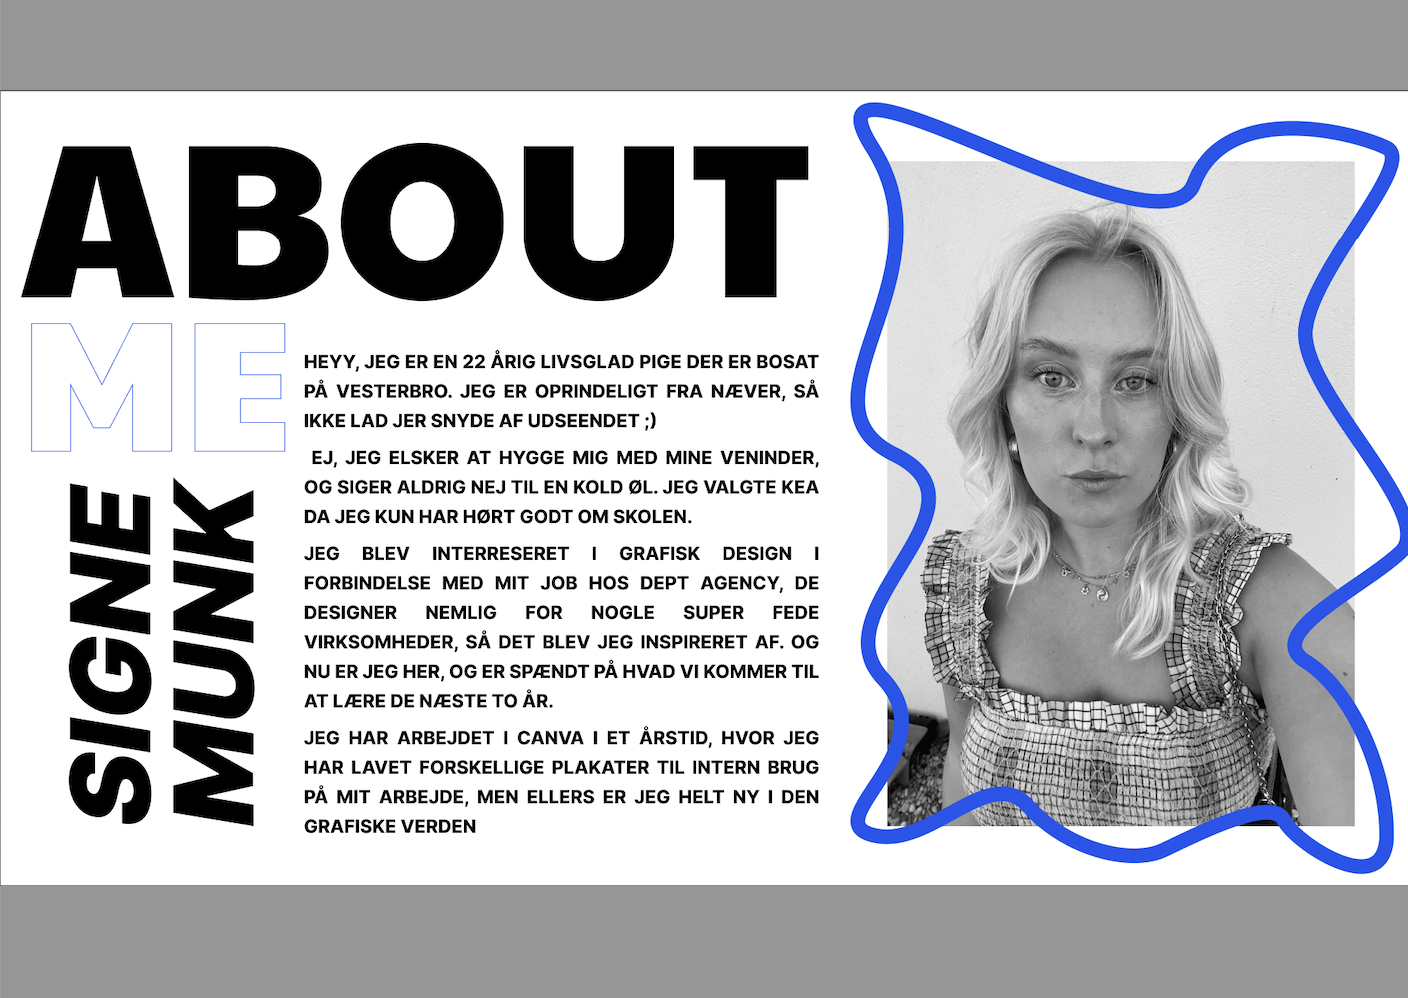 ABOUT
ME
SIGNE
MUNK
HEYY, JEG ER EN 22 ÅRIG LIVSGLAD PIGE DER ER BOSAT
PÅ VESTERBRO. JEG ER OPRINDELIGT FRA NÆVER, SÅ
IKKE LAD JER SNYDE AF UDSEENDET ;)
EJ, JEG ELSKER AT HYGGE MIG MED MINE VENINDER,
OG SIGER ALDRIG NEJ TIL EN KOLD ØL. JEG VALGTE KEA
DA JEG KUN HAR HØRT GODT OM SKOLEN.
JEG BLEV INTERRESERET I GRAFISK DESIGN I
FORBINDELSE MED MIT JOB HOS DEPT AGENCY, DE
DESIGNER NEMLIG FOR NOGLE SUPER FEDE
VIRKSOMHEDER, SÅ DET BLEV JEG INSPIRERET AF. OG
NU ER JEG HER, OG ER SPÆNDT PÅ HVAD VI KOMMER TIL
AT LÆRE DE NÆSTE TO ÅR.
JEG HAR ARBEJDET I CANVA I ET ÅRSTID, HVOR JEG
HAR LAVET FORSKELLIGE PLAKATER TIL INTERN BRUG
PÅ MIT ARBEJDE, MEN ELLERS ER JEG HELT NY I DEN
GRAFISKE VERDEN